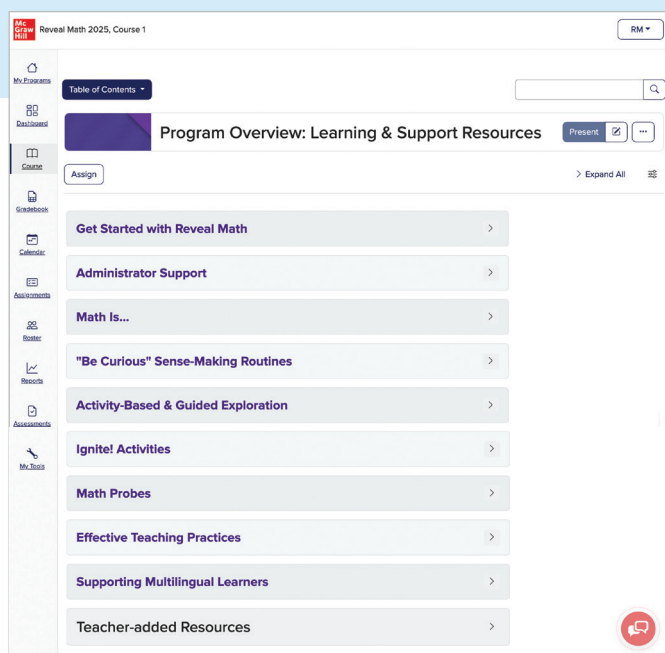 Mc
Graw
Hill
Reveal Math 2025, Course 1
RM
My Programs
Dashboard
Course
Gradebook
Calendar
Assignments
Roster
Reports
Assessments
My Tools
Table of Contents
Program Overview: Learning & Support Resources
Present
Assign
Expand All
Get Started with Reveal Math
Administrator Support
Math Is...
"Be Curious" Sense-Making Routines
Activity-Based & Guided Exploration
Ignite! Activities
Math Probes
Effective Teaching Practices
Supporting Multilingual Learners
Teacher-added Resources